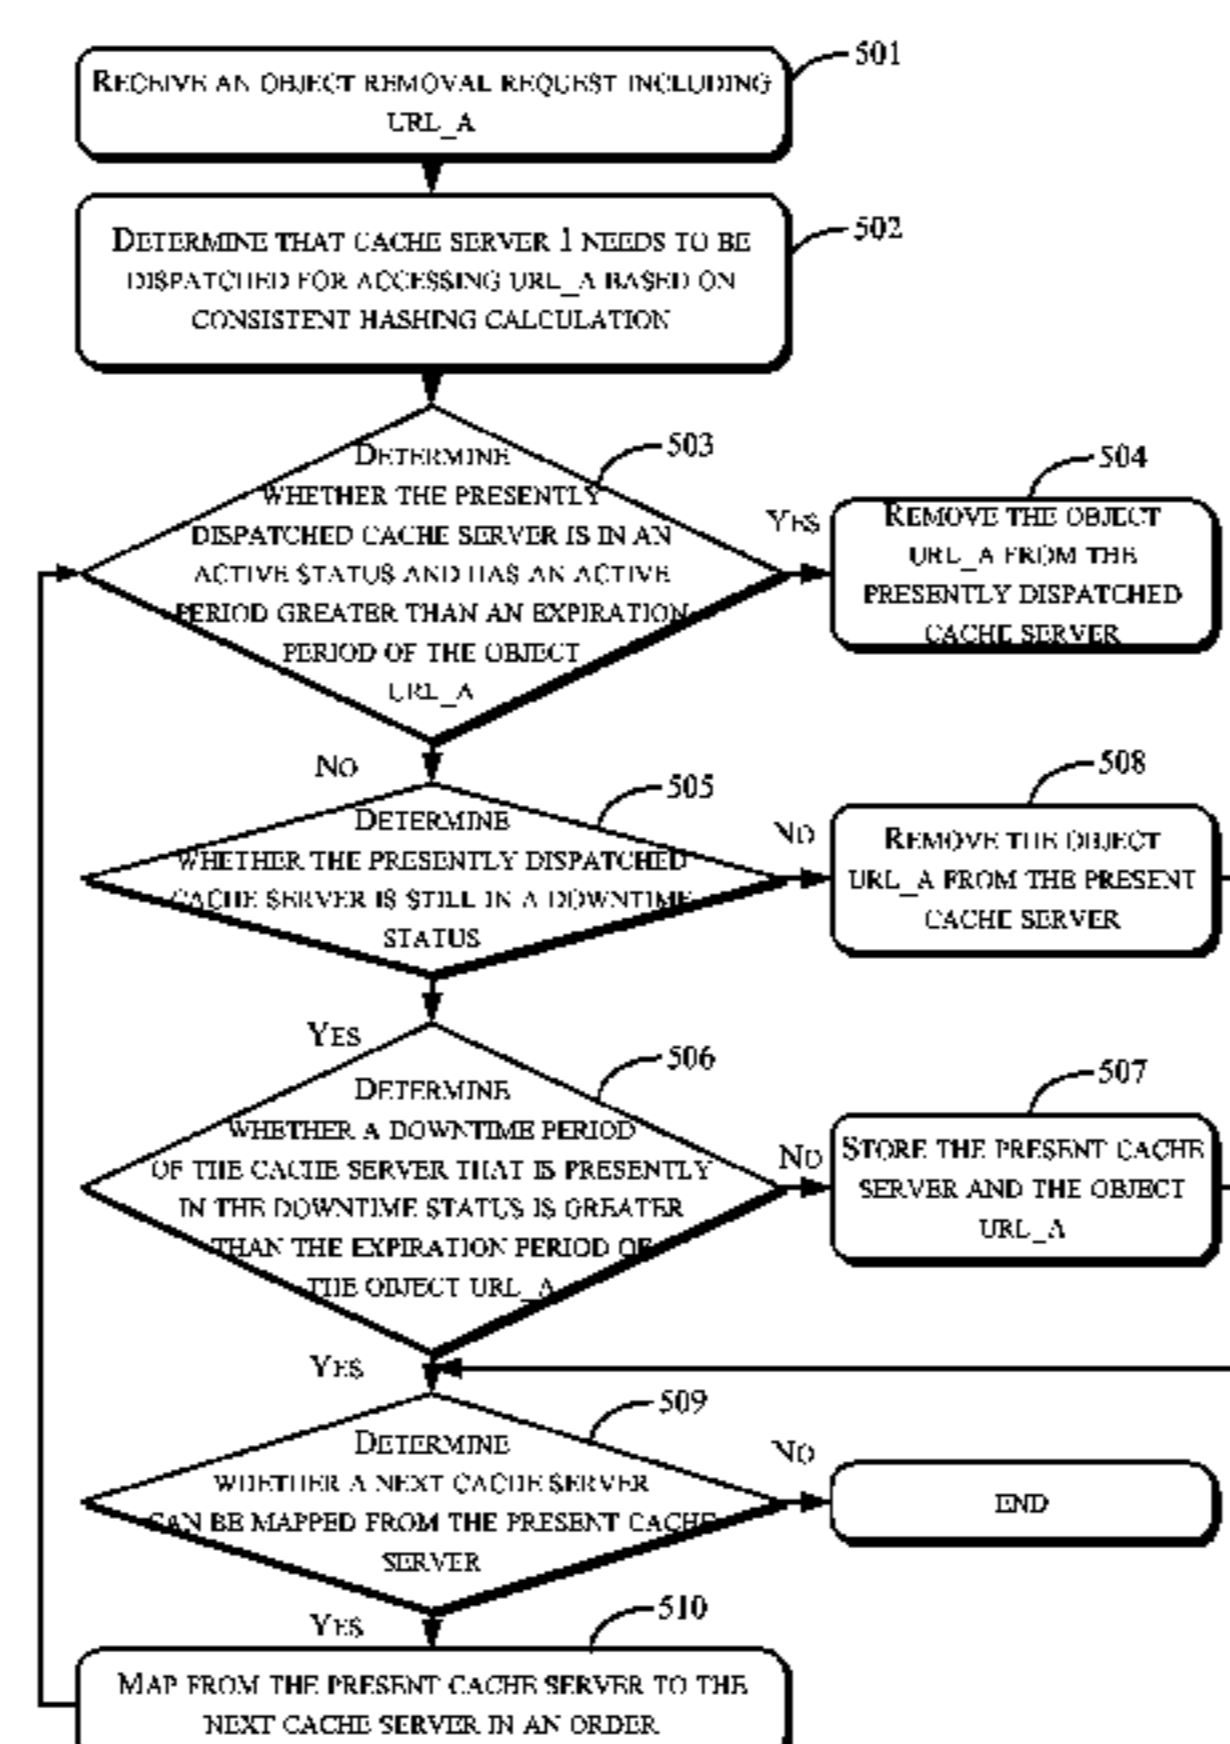 501
RECEIVE AN OBJECT REMOVAL REQUEST INCLUDING
URL_A
502
DETERMINE THAT CACHE SERVER 1 NEEDS TO BE
DISPATCHED FOR ACCESSING URL_A BASED ON
CONSISTENT HASHING CALCULATION
503
DETERMINE
WHETHER THE PRESENTLY
DISPATCHED CACHE SERVER IS IN AN
ACTIVE STATUS AND HAS AN ACTIVE
PERIOD GREATER THAN AN EXPIRATION
PERIOD OF THE OBJECT
URL_A
YES
504
REMOVE THE OBJECT
URL_A FROM THE
PRESENTLY DISPATCHED
CACHE SERVER
NO
505
DETERMINE
WHETHER THE PRESENTLY DISPATCHED
CACHE SERVER IS STILL IN A DOWNTIME
STATUS
NO
508
REMOVE THE OBJECT
URL_A FROM THE PRESENT
CACHE SERVER
YES
506
DETERMINE
WHETHER A DOWNTIME PERIOD
OF THE CACHE SERVER THAT IS PRESENTLY
IN THE DOWNTIME STATUS IS GREATER
THAN THE EXPIRATION PERIOD OF
THE OBJECT URL_A
NO
507
STORE THE PRESENT CACHE
SERVER AND THE OBJECT
URL_A
YES
509
DETERMINE
WHETHER A NEXT CACHE SERVER
CAN BE MAPPED FROM THE PRESENT CACHE
SERVER
NO
END
YES
510
MAP FROM THE PRESENT CACHE SERVER TO THE
NEXT CACHE SERVER IN AN ORDER